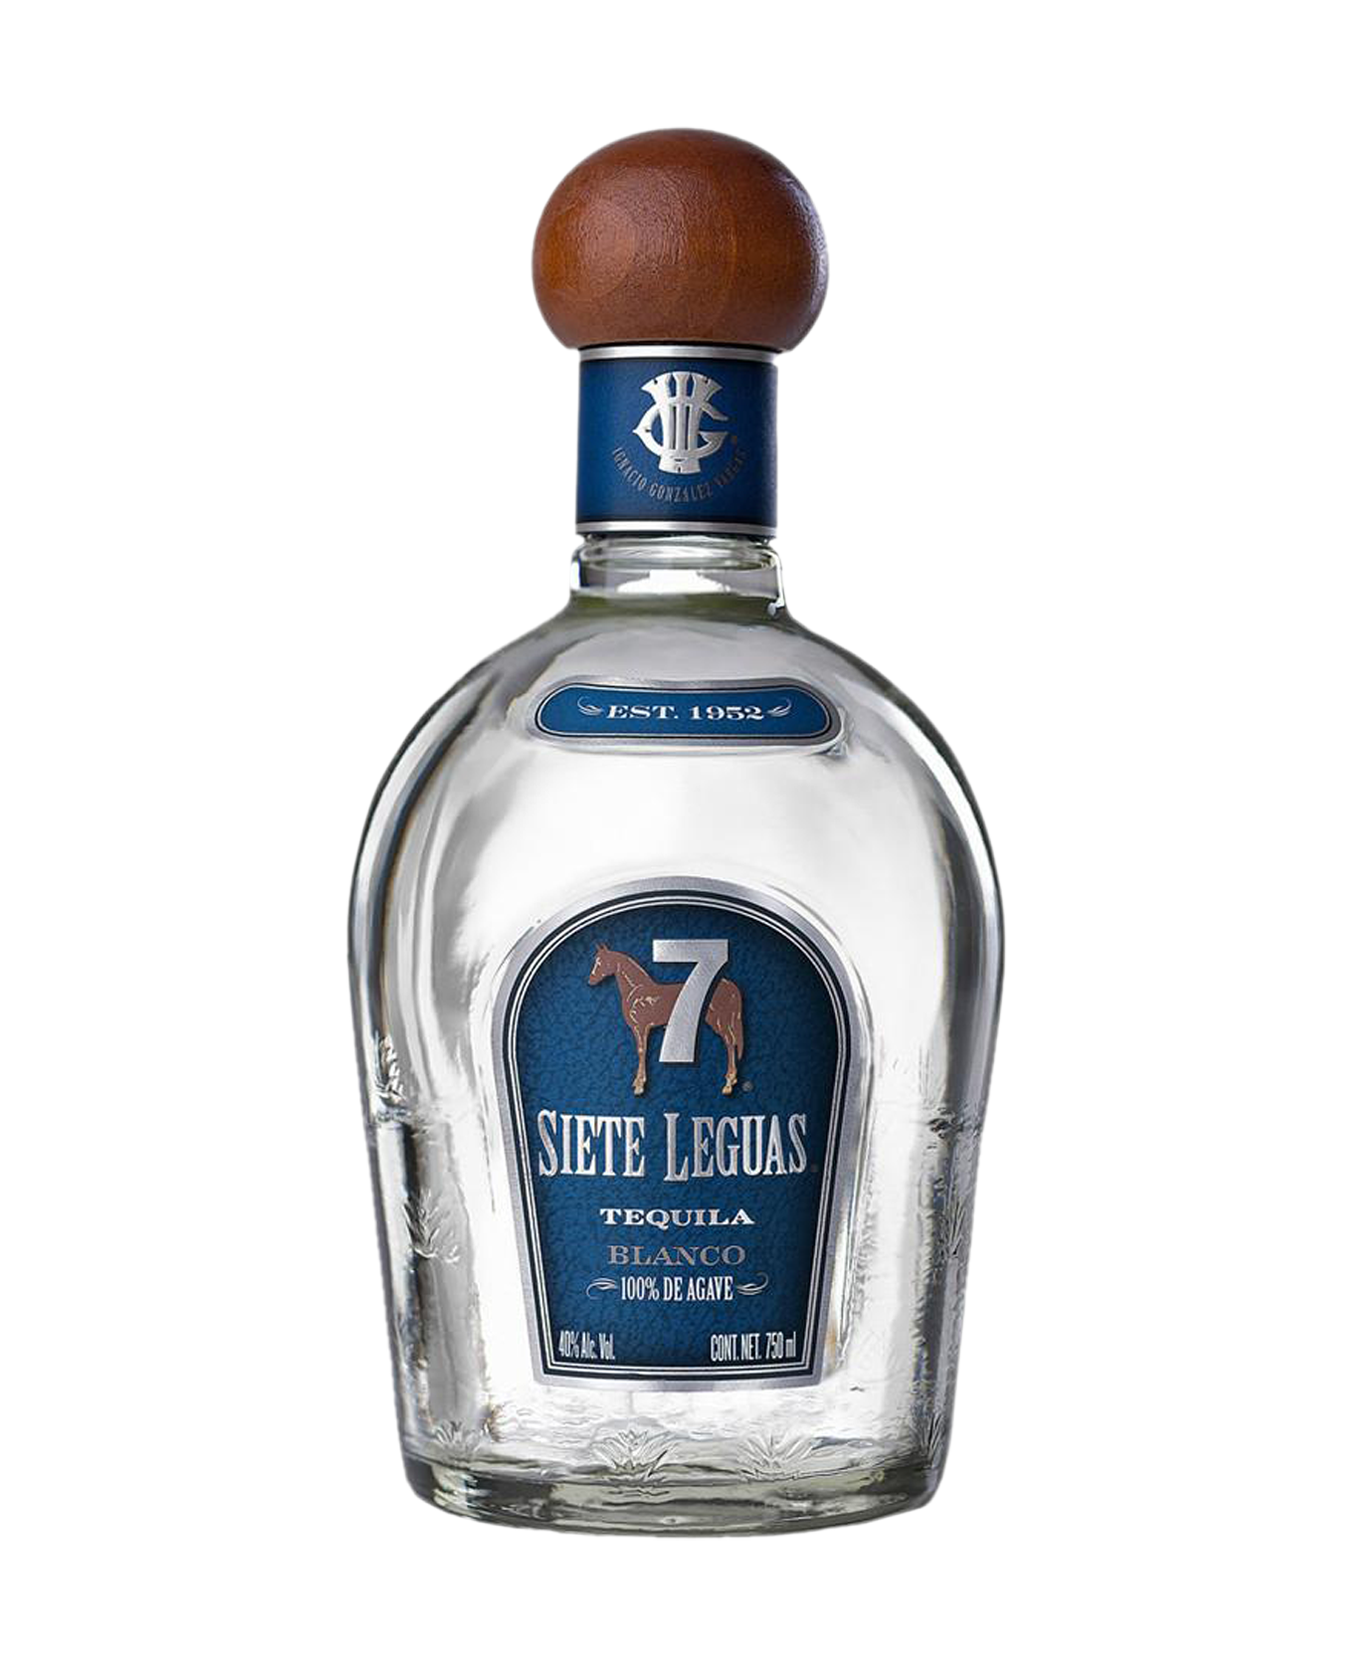 IGNACIO GONZALEZ VARGAS
EST. 1952
7
SIETE LEGUAS
TEQUILA
BLANCO
100% DE AGAVE
40% Alc. Vol.
CONT. NET. 750 ml